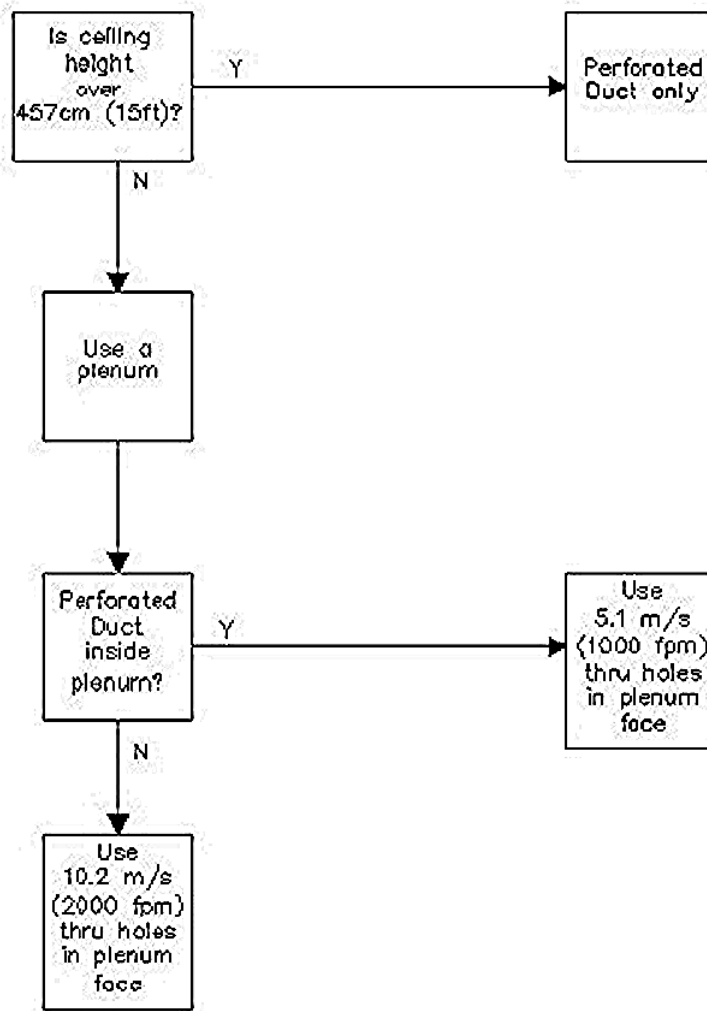 Is ceiling
height
over
457cm (15ft)?
Y
Perforated
Duct only
N
Use a
plenum
Perforated
Duct
inside
plenum?
Y
Use
5.1 m/s
(1000 fpm)
thru holes
in plenum
face
N
Use
10.2 m/s
(2000 fpm)
thru holes
in plenum
face